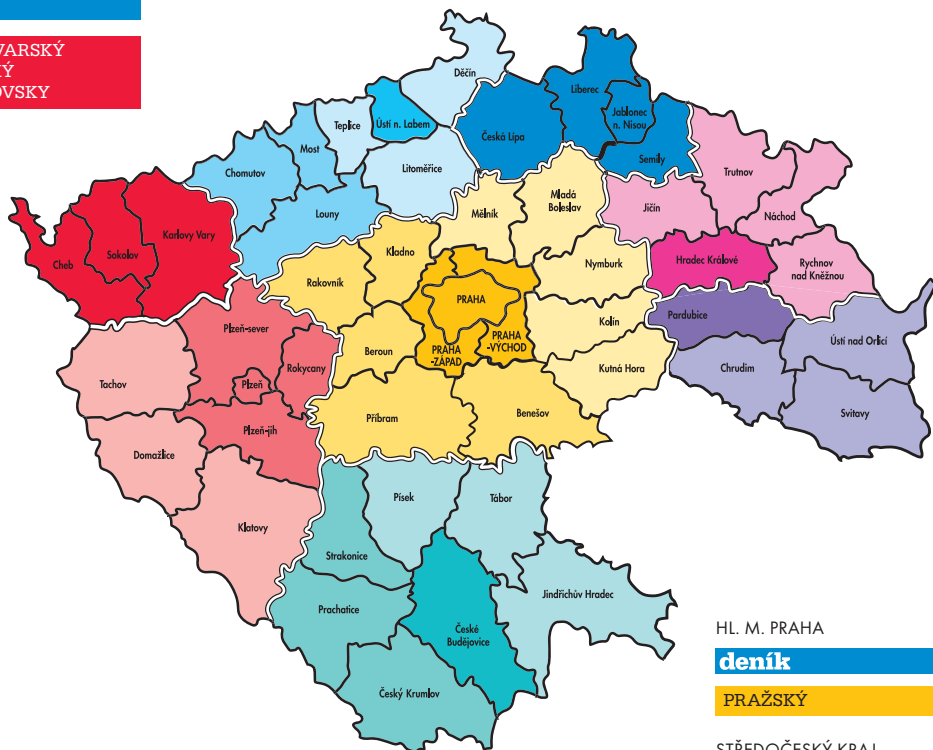 VARSKÝ
Děčín
Liberec
Jablonec
n. Nisou
Teplice
Ústí n. Labem
Česká Lípa
Most
Semily
Chomutov
Litoměřice
Trutnov
Mladá
Boleslav
Louny
Mělník
Jičín
Náchod
Karlovy Vary
Sokolov
Cheb
Kladno
Nymburk
Hradec Králové
Rychnov
nad Kněžnou
Rakovník
PRAHA
Kolín
Pardubice
Plzeň-sever
PRAHA
-VÝCHOD
Ústí nad Orlicí
Beroun
PRAHA
-ZÁPAD
Rokycany
Kutná Hora
Chrudim
Tachov
Plzeň
Svitavy
Příbram
Benešov
Plzeň-jih
Domažlice
Písek
Tábor
Klatovy
Strakonice
Jindřichův Hradec
Prachatice
České
Budějovice
Český Krumlov
HL. M. PRAHA
deník
PRAŽSKÝ
STŘEDOČESKÝ KRAJ